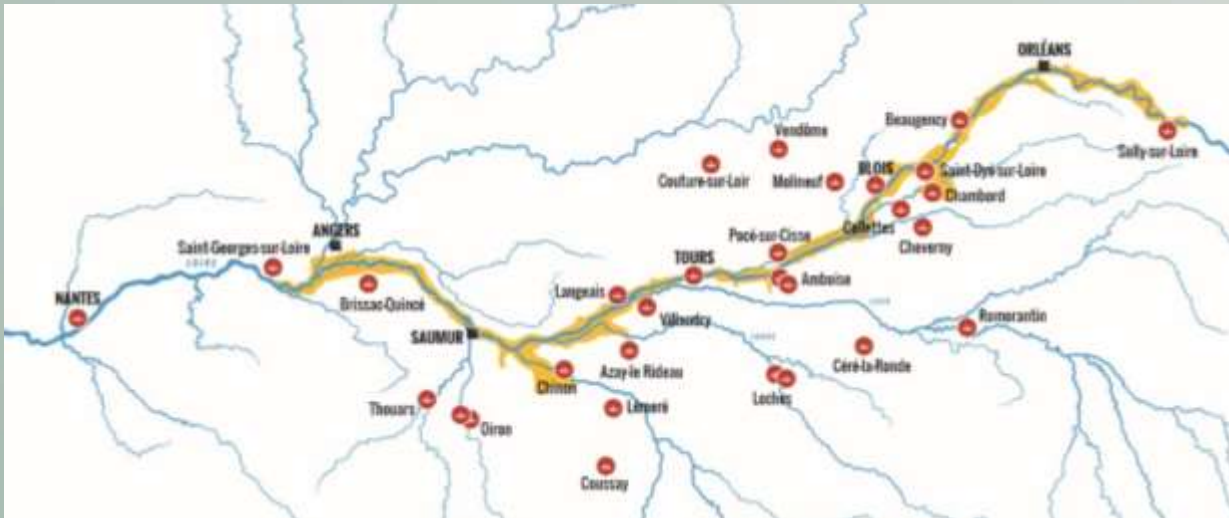 ORLÉANS
Beaugency
Vendôme
Sully-sur-Loire
Couture-sur-Loir
Molineuf
BLOIS
Saint-Dyé-sur-Loire
Chambord
Cellettes
Cheverny
ANGERS
Saint-Georges-sur-Loire
LOIRE
Pocé-sur-Cisse
TOURS
Amboise
NANTES
Brissac-Quincé
Langeais
Villandry
SAUMUR
Romorantin
Azay-le Rideau
Céré-la-Ronde
Chinon
Loches
Thouars
Oiron
Lémeré
Coussay